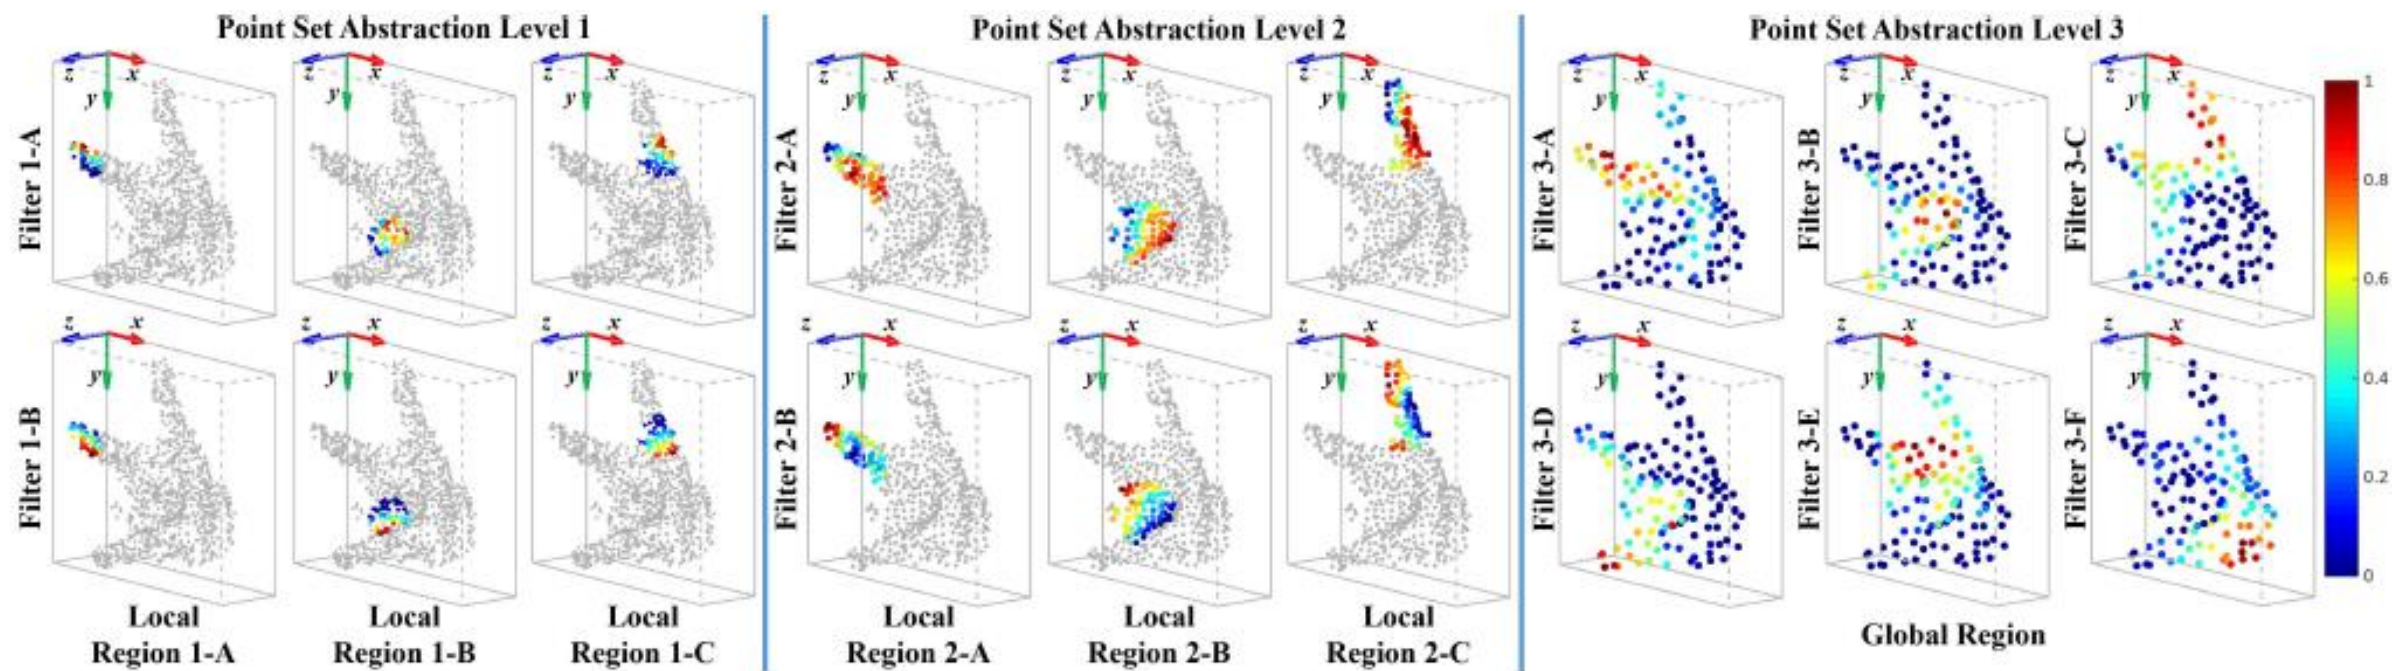 Point Set Abstraction Level 1
Point Set Abstraction Level 2
Point Set Abstraction Level 3
z x y
z x y
z x y
z x y
z x y
z x y
z x y
z x y
z x y
Filter 1-A
Filter 2-A
Filter 3-A
Filter 3-B
Filter 3-C
1
0.8
0.6
0.4
0.2
0
z x y
z x y
z x y
z x y
z x y
z x y
z x y
z x y
z x y
Filter 1-B
Filter 2-B
Filter 3-D
Filter 3-E
Filter 3-F
Local
Region 1-A
Local
Region 1-B
Local
Region 1-C
Local
Region 2-A
Local
Region 2-B
Local
Region 2-C
Global Region